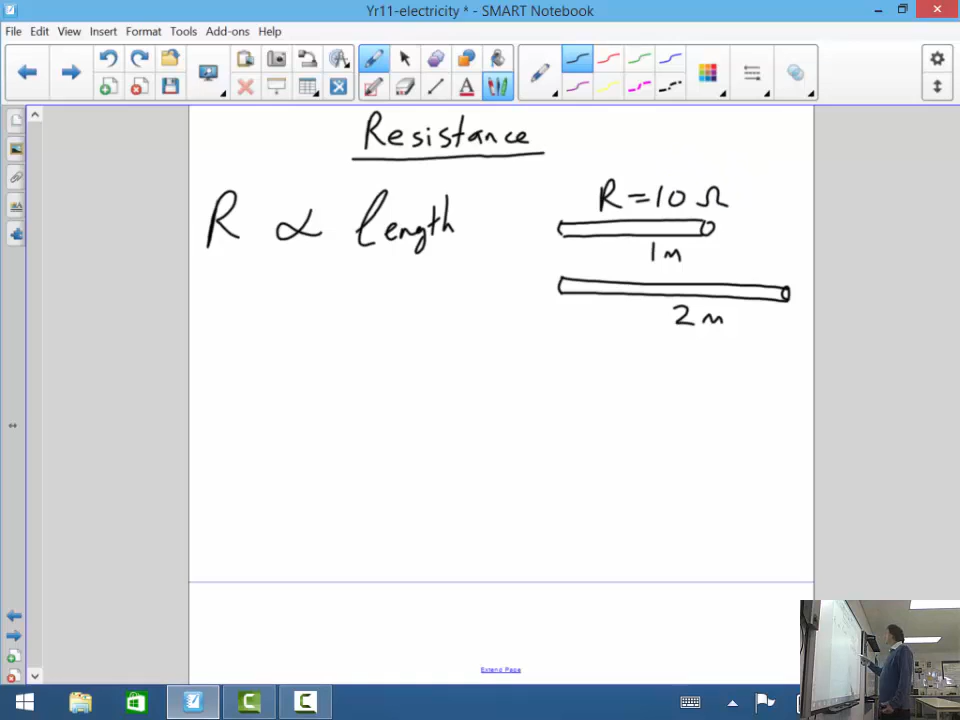 Yr11-electricity * - SMART Notebook
File Edit View Insert Format Tools Add-ons Help
Resistance
R ∝ length
R = 10 Ω
1m
2 m
Extend Page